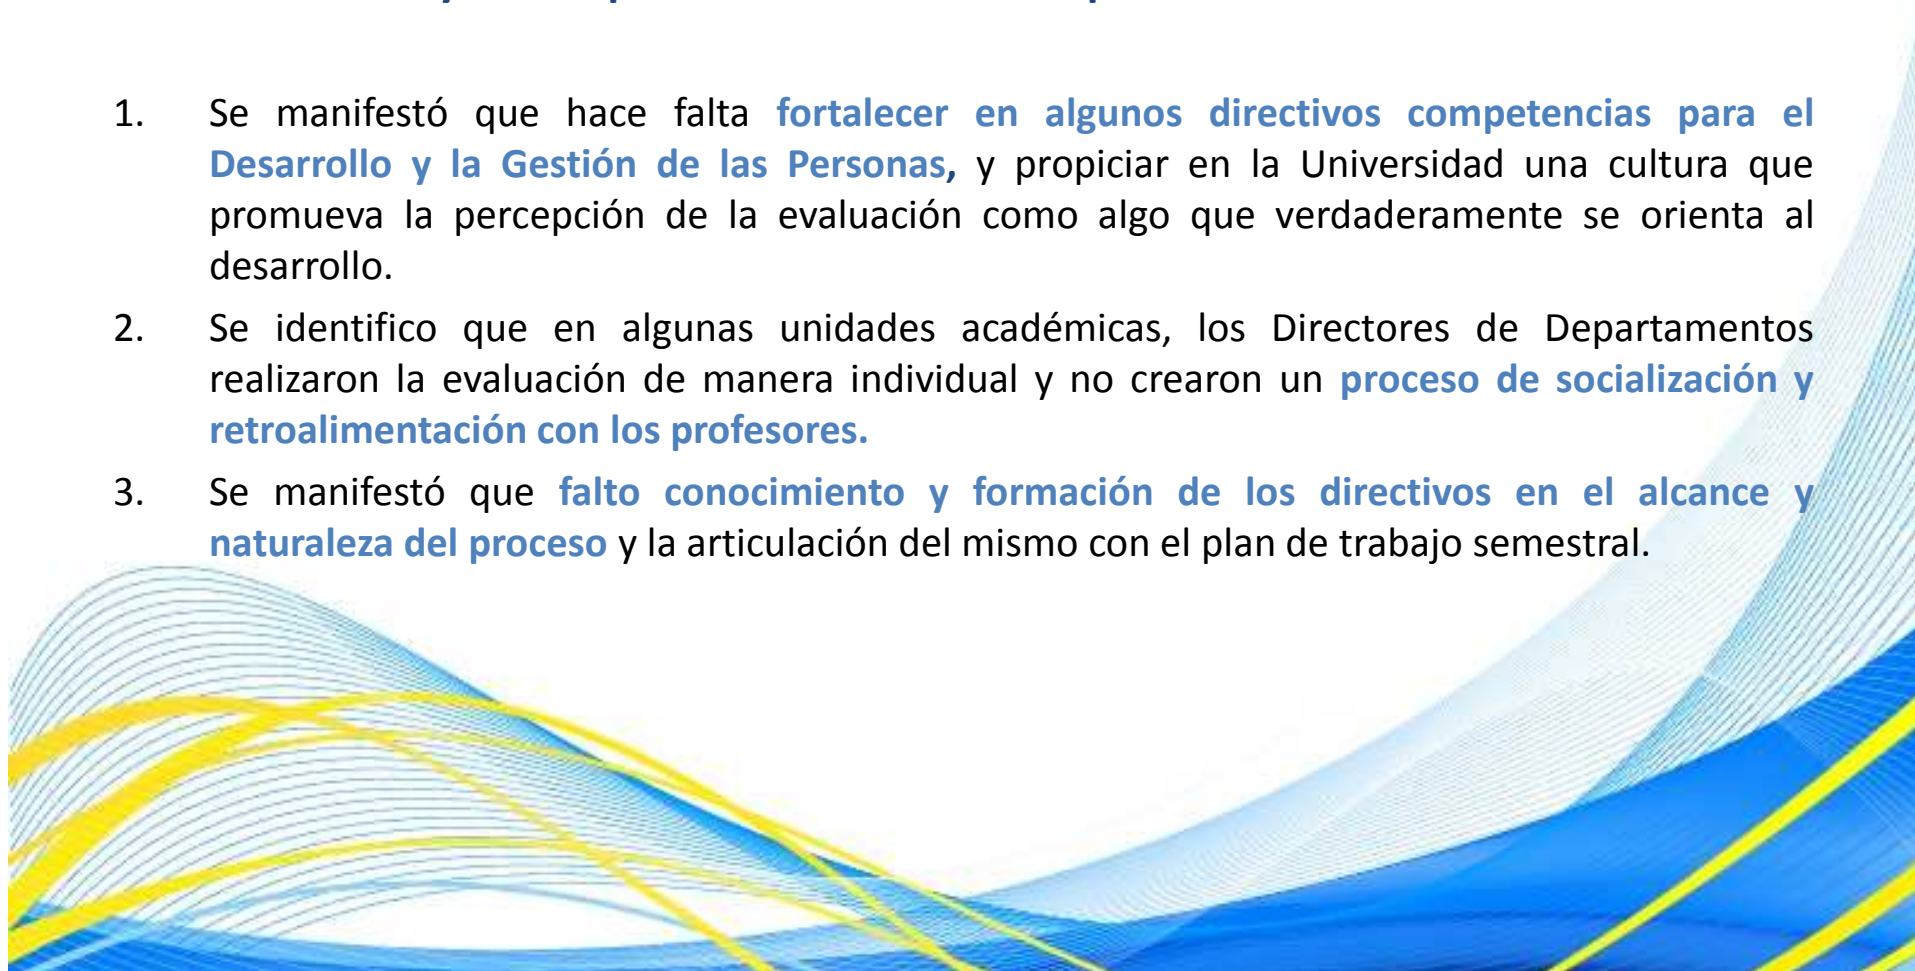 1. Se manifestó que hace falta fortalecer en algunos directivos competencias para el
Desarrollo y la Gestión de las Personas, y propiciar en la Universidad una cultura que
promueva la percepción de la evaluación como algo que verdaderamente se orienta al
desarrollo.
2. Se identifico que en algunas unidades académicas, los Directores de Departamentos
realizaron la evaluación de manera individual y no crearon un proceso de socialización y
retroalimentación con los profesores.
3. Se manifestó que falto conocimiento y formación de los directivos en el alcance y
naturaleza del proceso y la articulación del mismo con el plan de trabajo semestral.